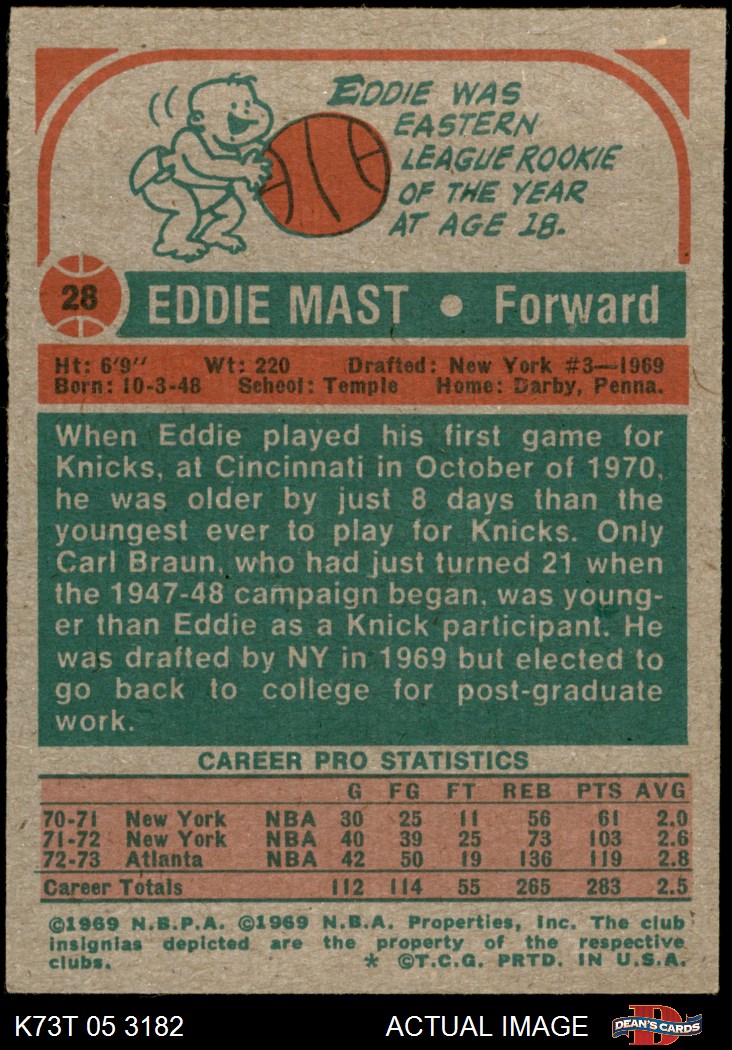 EDDIE WAS
EASTERN
LEAGUE ROOKIE
OF THE YEAR
AT AGE 18.
28 EDDIE MAST • Forward
Ht: 6'9" Wt: 220 Drafted: New York #3—1969
Born: 10-3-48 School: Temple Home: Darby, Penna.
When Eddie played his first game for
Knicks, at Cincinnati in October of 1970,
he was older by just 8 days than the
youngest ever to play for Knicks. Only
Carl Braun, who had just turned 21 when
the 1947-48 campaign began, was young-
er than Eddie as a Knick participant. He
was drafted by NY in 1969 but elected to
go back to college for post-graduate
work.
CAREER PRO STATISTICS
G FG FT REB PTS AVG
70-71 New York NBA 30 25 11 56 61 2.0
71-72 New York NBA 40 39 25 73 103 2.6
72-73 Atlanta NBA 42 50 19 136 119 2.8
Career Totals 112 114 55 265 283 2.5
©1969 N.B.P.A. ©1969 N.B.A. Properties, Inc. The club
insignias depicted are the property of the respective
clubs. * ©T.C.G. PRTD. IN U.S.A.
K73T 05 3182 ACTUAL IMAGE DEAN'S CARDS